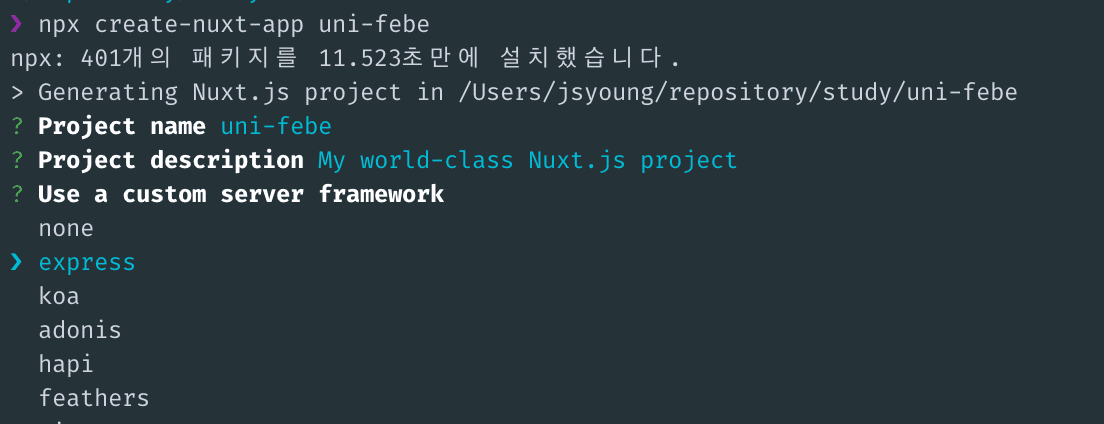 ❯ npx create-nuxt-app uni-febe
npx: 401개의 패키지를 11.523초만에 설치했습니다.
> Generating Nuxt.js project in /Users/jsyoung/repository/study/uni-febe
? Project name uni-febe
? Project description My world-class Nuxt.js project
? Use a custom server framework
none
❯ express
koa
adonis
hapi
feathers